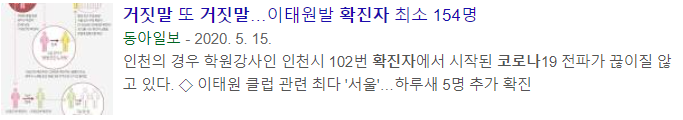 거짓말 또 거짓말...이태원발 확진자 최소 154명
동아일보 - 2020. 5. 15.
인천의 경우 학원강사인 인천시 102번 확진자에서 시작된 코로나19 전파가 끊이질 않
고 있다. ◇ 이태원 클럽 관련 최다 '서울'...하루새 5명 추가 확진